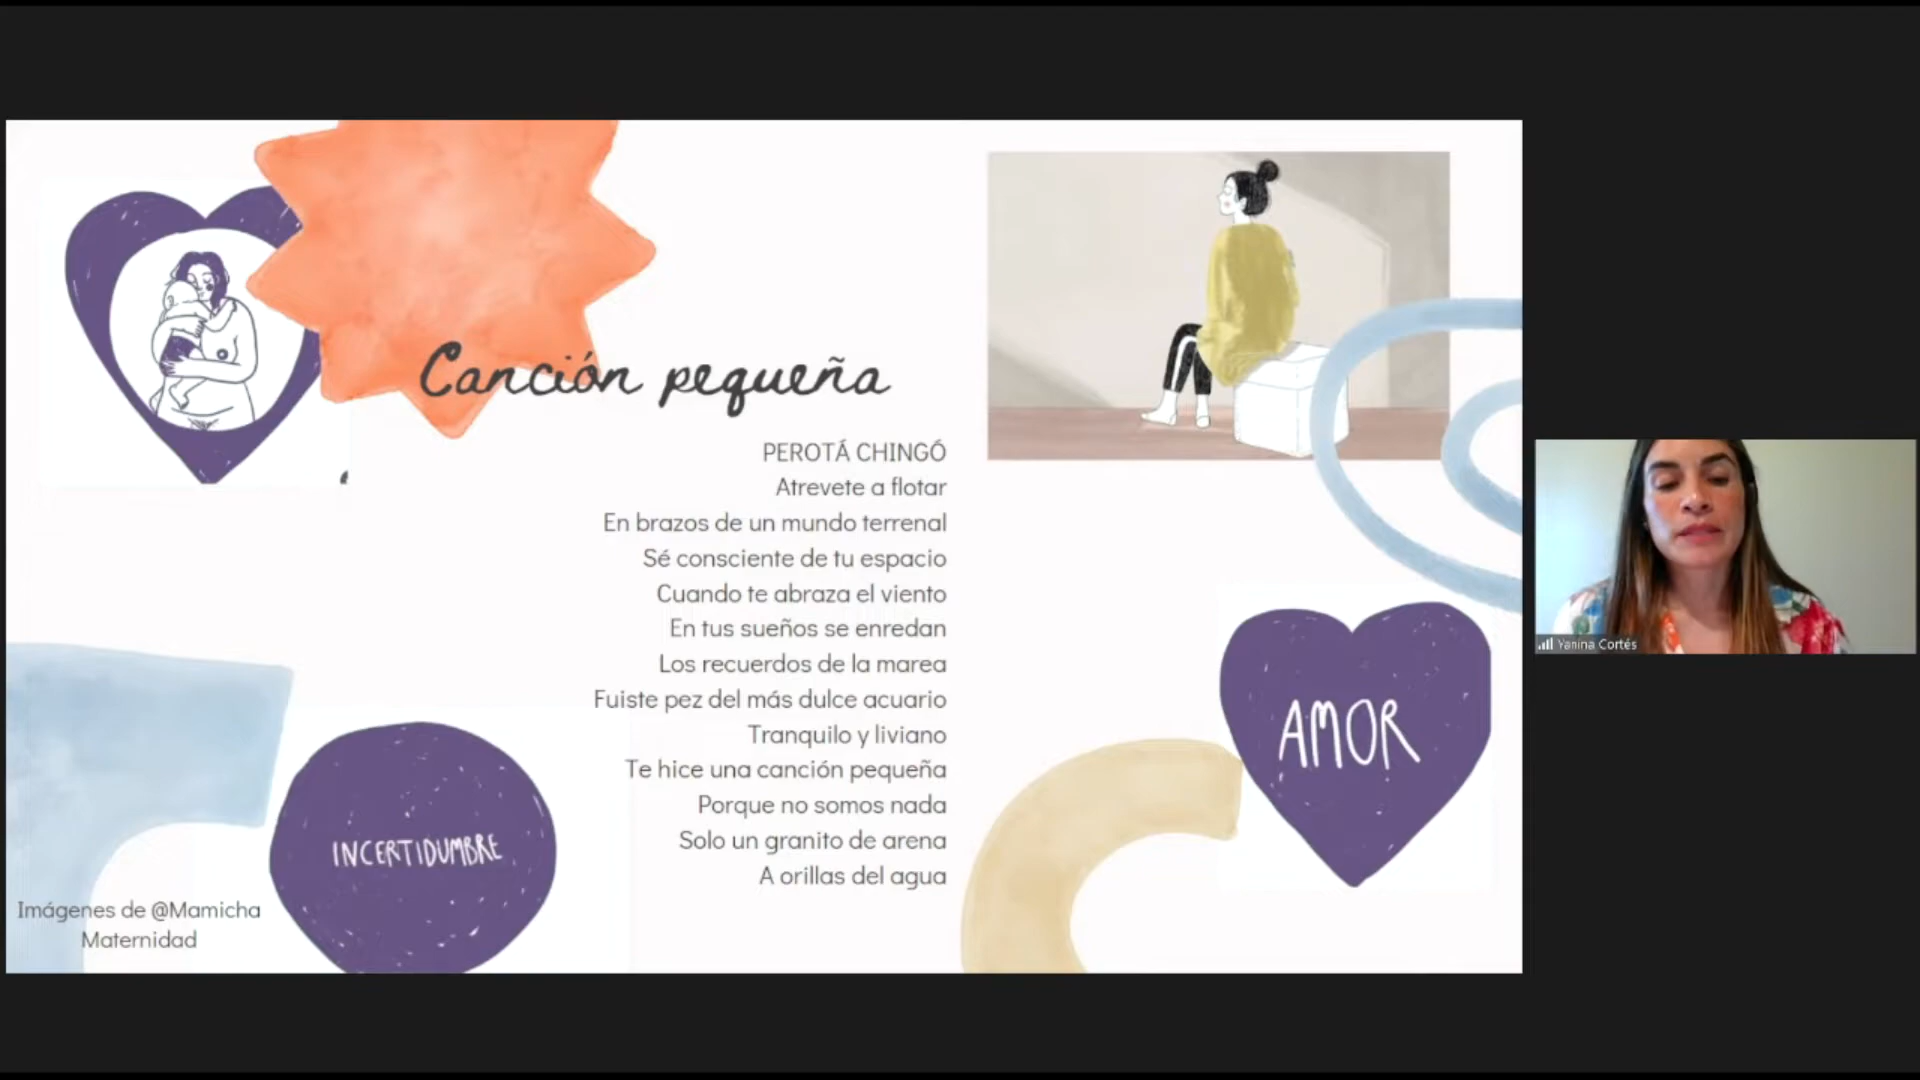 Canción pequeña
PEROTÁ CHINGÓ
Atrevete a flotar
En brazos de un mundo terrenal
Sé consciente de tu espacio
Cuando te abraza el viento
En tus sueños se enredan
Los recuerdos de la marea
Fuiste pez del más dulce acuario
Tranquilo y liviano
Te hice una canción pequeña
Porque no somos nada
Solo un granito de arena
A orillas del agua
INCERTIDUMBRE
AMOR
Imágenes de @Mamicha
Maternidad
Yanina Cortés